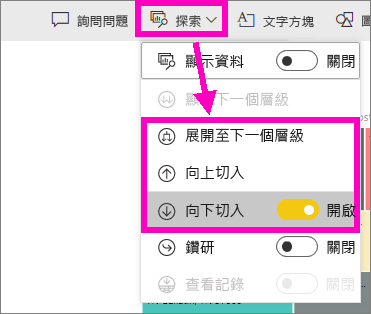 詢問問題 探索 文字方塊
顯示資料 關閉
顯示下一個層級
展開至下一個層級
向上切入
向下切入 開啟
鑽研 關閉
查看記錄 關閉